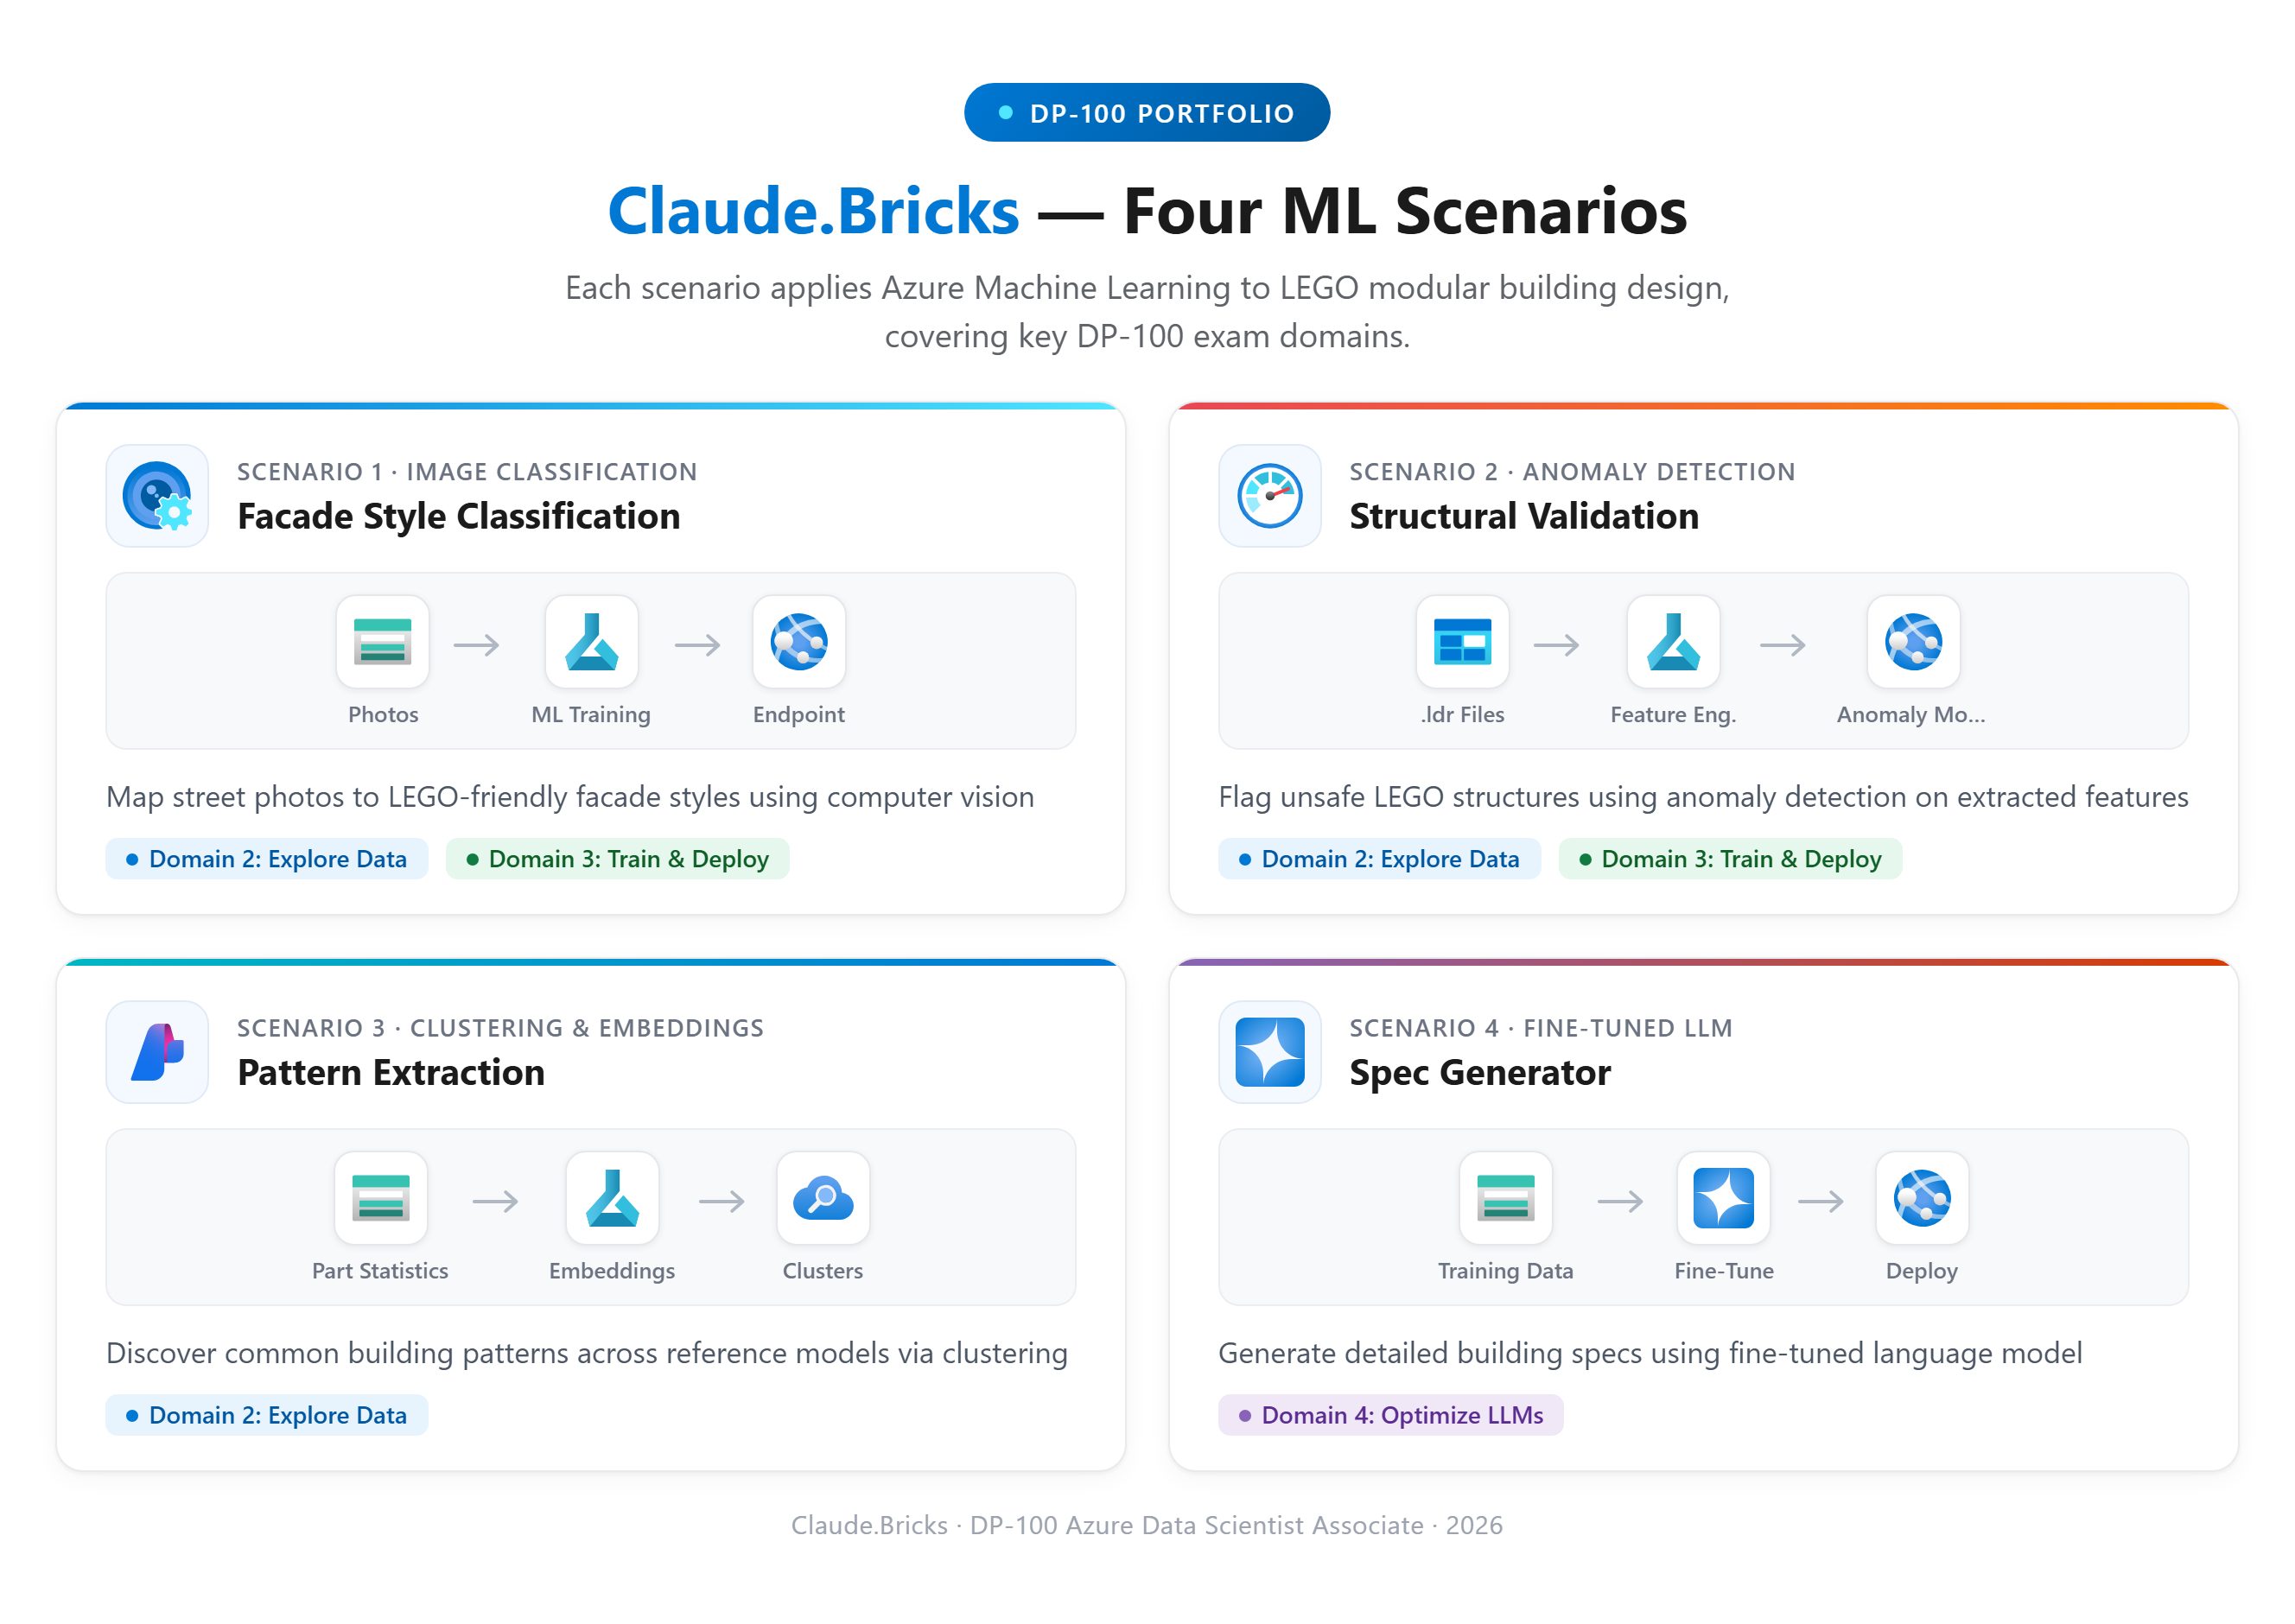 DP-100 PORTFOLIO
Claude.Bricks — Four ML Scenarios
Each scenario applies Azure Machine Learning to LEGO modular building design,
covering key DP-100 exam domains.
SCENARIO 1 · IMAGE CLASSIFICATION
Facade Style Classification
Photos
ML Training
Endpoint
Map street photos to LEGO-friendly facade styles using computer vision
Domain 2: Explore Data
Domain 3: Train & Deploy
SCENARIO 2 · ANOMALY DETECTION
Structural Validation
.ldr Files
Feature Eng.
Anomaly Mo...
Flag unsafe LEGO structures using anomaly detection on extracted features
Domain 2: Explore Data
Domain 3: Train & Deploy
SCENARIO 3 · CLUSTERING & EMBEDDINGS
Pattern Extraction
Part Statistics
Embeddings
Clusters
Discover common building patterns across reference models via clustering
Domain 2: Explore Data
SCENARIO 4 · FINE-TUNED LLM
Spec Generator
Training Data
Fine-Tune
Deploy
Generate detailed building specs using fine-tuned language model
Domain 4: Optimize LLMs
Claude.Bricks · DP-100 Azure Data Scientist Associate · 2026